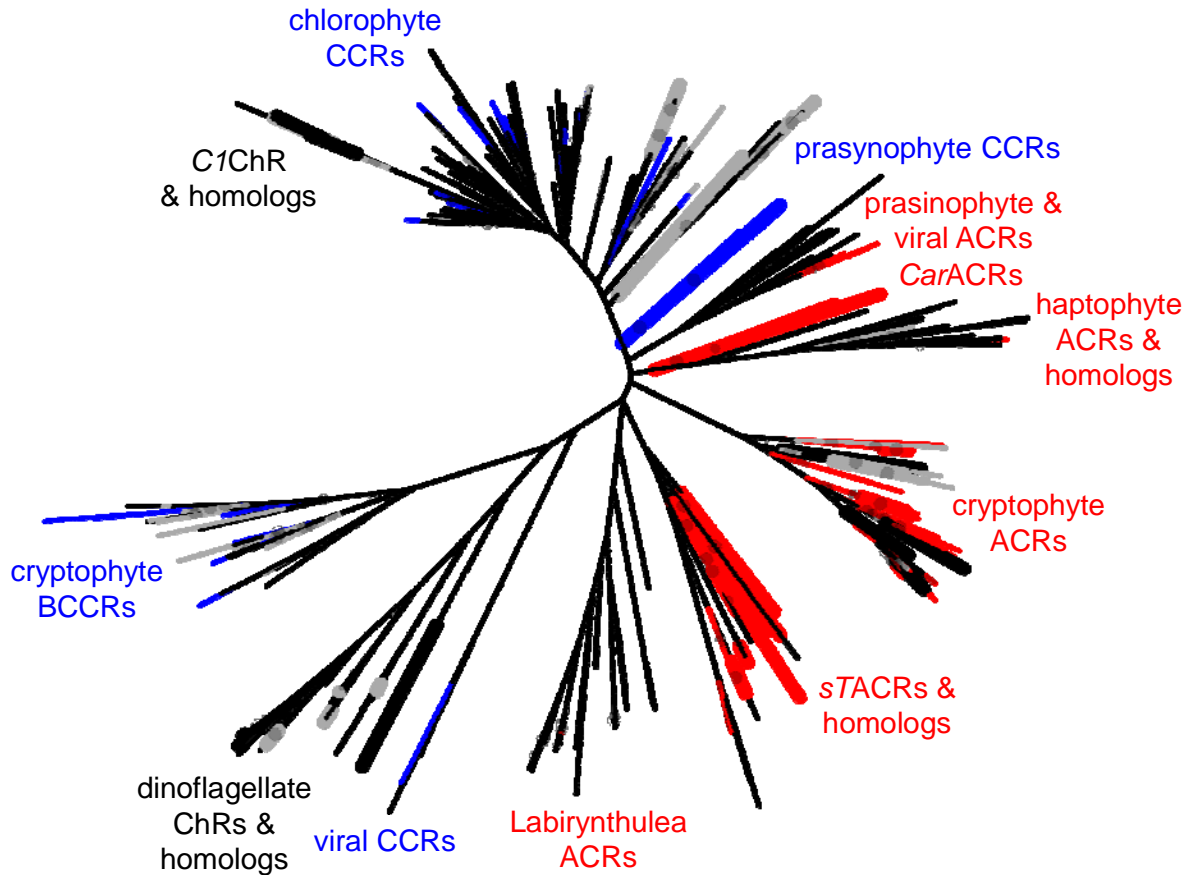 chlorophyte
CCRs
C1ChR
& homologs
prasynophyte CCRs
prasinophyte &
viral ACRs
CarACRs
haptophyte
ACRs &
homologs
cryptophyte
ACRs
cryptophyte
BCCRs
sTACRs &
homologs
dinoflagellate
ChRs &
homologs
viral CCRs
Labirynthulea
ACRs